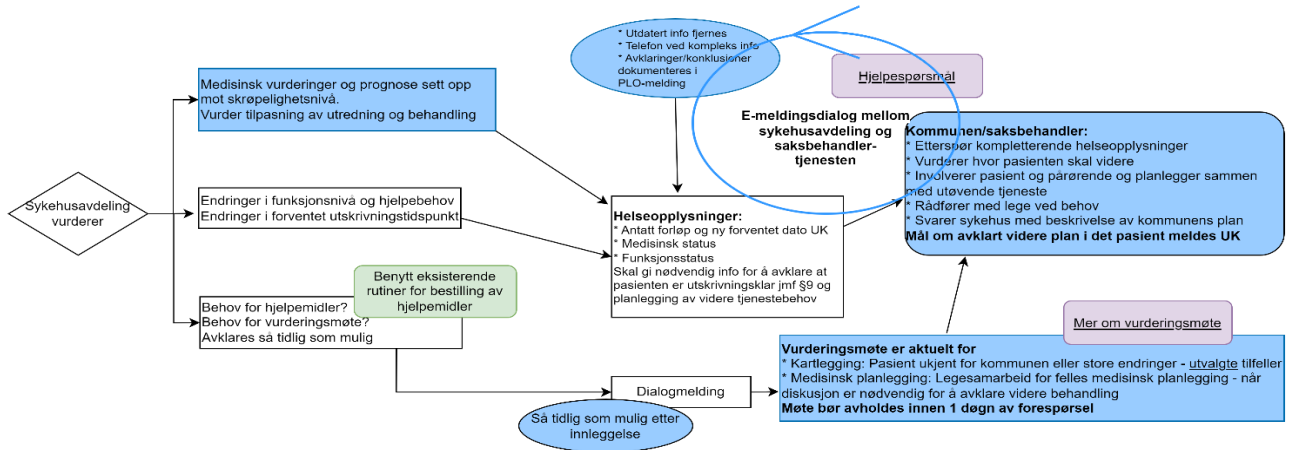 * Utdatert info fjernes
* Telefon ved kompleks info
* Avklaringer/konklusjoner
dokumenteres i
PLO-melding
Hjelpespørsmål
Medisinsk vurderinger og prognose sett opp
mot skrøpelighetsnivå.
Vurder tilpasning av utredning og behandling
E-meldingsdialog mellom
sykehusavdeling og
saksbehandler-
tjenesten
Kommunen/saksbehandler:
* Etterspør kompletterende helseopplysninger
* Vurderer hvor pasienten skal videre
* Involverer pasient og pårørende og planlegger sammen
med utøvende tjeneste
* Rådfører med lege ved behov
* Svarer sykehus med beskrivelse av kommunens plan
Mål om avklart videre plan i det pasient meldes UK
Sykehusavdeling
vurderer
Endringer i funksjonsnivå og hjelpebehov
Endringer i forventet utskrivningstidspunkt
Helseopplysninger:
* Antatt forløp og ny forventet dato UK
* Medisinsk status
* Funksjonsstatus
Skal gi nødvendig info for å avklare at
pasienten er utskrivningsklar jmf §9 og
planlegging av videre tjenestebehov
Benytt eksisterende
rutiner for bestilling av
hjelpemidler
Behov for hjelpemidler?
Behov for vurderingsmøte?
Avklares så tidlig som mulig
Mer om vurderingsmøte
Vurderingsmøte er aktuelt for
* Kartlegging: Pasient ukjent for kommunen eller store endringer - utvalgte tilfeller
* Medisinsk planlegging: Legesamarbeid for felles medisinsk planlegging - når
diskusjon er nødvendig for å avklare videre behandling
Møte bør avholdes innen 1 døgn av forespørsel
Dialogmelding
Så tidlig som mulig etter
innleggelse